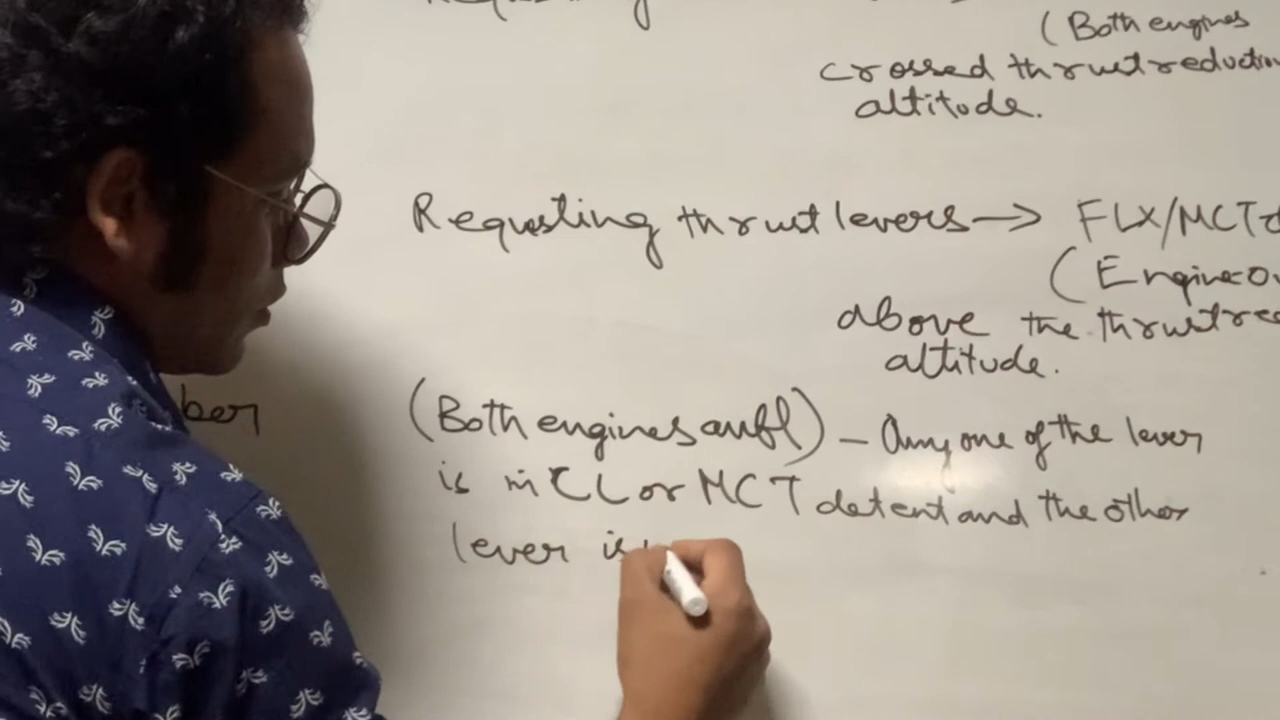 Requesting
(Both engines
crossed thrust reduction
altitude.
Requesting thrust levers → FLX/MCT
(Engine
above the thrust
altitude.
ber
(Both engines) – Any one of the lever
is in CL or MCT detent and the other
lever is